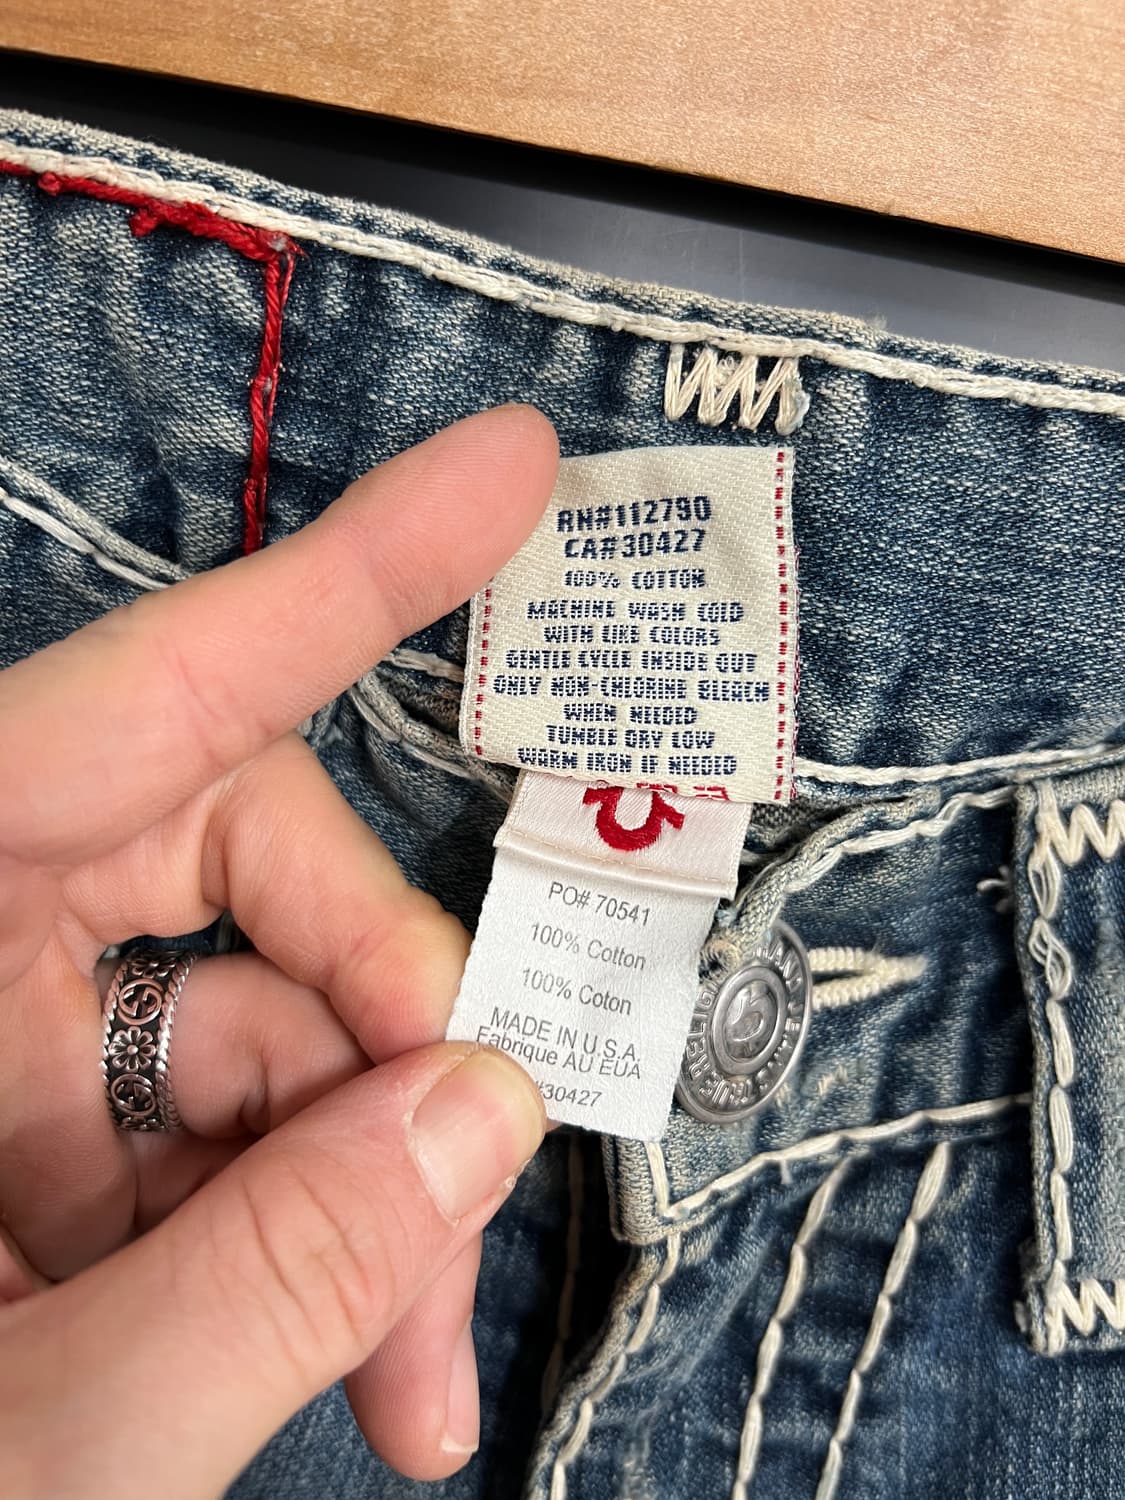 RN#112790
CA#30427
100% COTTON
MACHINE WASH COLD
WITH LIKE COLORS
GENTLE CYCLE INSIDE OUT
ONLY NON-CHLORINE BLEACH
WHEN NEEDED
TUMBLE DRY LOW
WARM IRON IF NEEDED
PO# 70541
100% Cotton
100% Coton
MADE IN U.S.A.
Fabrique AU EUA
#30427
TRUE RELIG